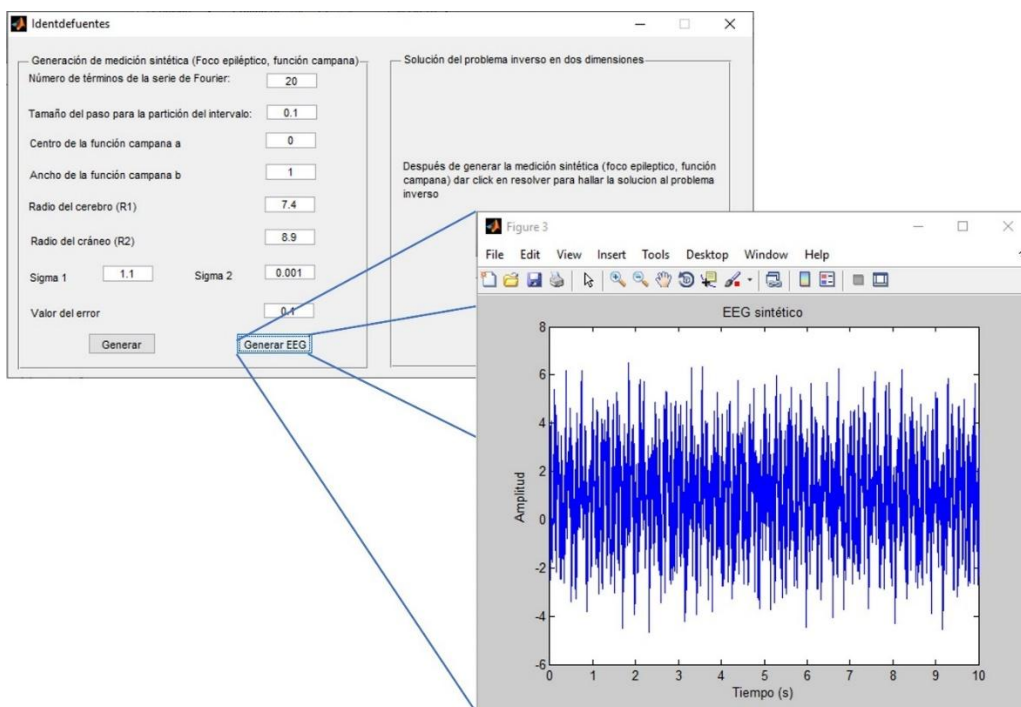 Identdefuentes
Generación de medición sintética (Foco epiléptico, función campana)
Número de términos de la serie de Fourier:
20
Tamaño del paso para la partición del intervalo:
0.1
Centro de la función campana a
0
Ancho de la función campana b
1
Radio del cerebro (R1)
7.4
Radio del cráneo (R2)
8.9
Sigma 1
1.1
Sigma 2
0.001
Valor del error
0.1
Generar
Generar EEG
Solución del problema inverso en dos dimensiones
Después de generar la medición sintética (foco epileptico, función
campana) dar click en resolver para hallar la solucion al problema
inverso
Figure 3
File Edit View Insert Tools Desktop Window Help
EEG sintético
8
6
4
2
0
-2
-4
-6
Amplitud
0 1 2 3 4 5 6 7 8 9 10
Tiempo (s)